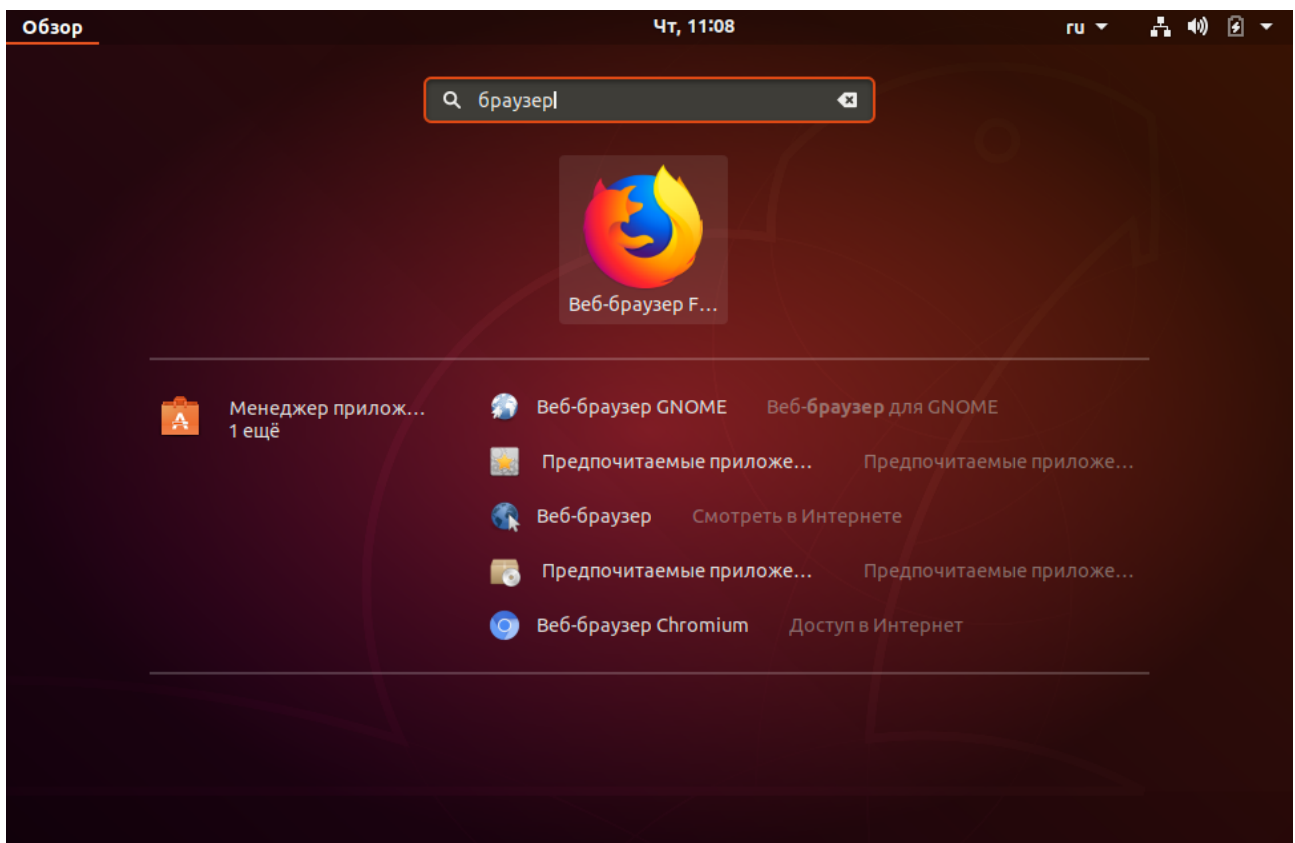 Обзор
Чт, 11:08
ru
браузер
Веб-браузер F...
Менеджер прилож...
1 ещё
Веб-браузер GNOME Веб-браузер для GNOME
Предпочитаемые приложе... Предпочитаемые приложе...
Веб-браузер Смотреть в Интернете
Предпочитаемые приложе... Предпочитаемые приложе...
Веб-браузер Chromium Доступ в Интернет